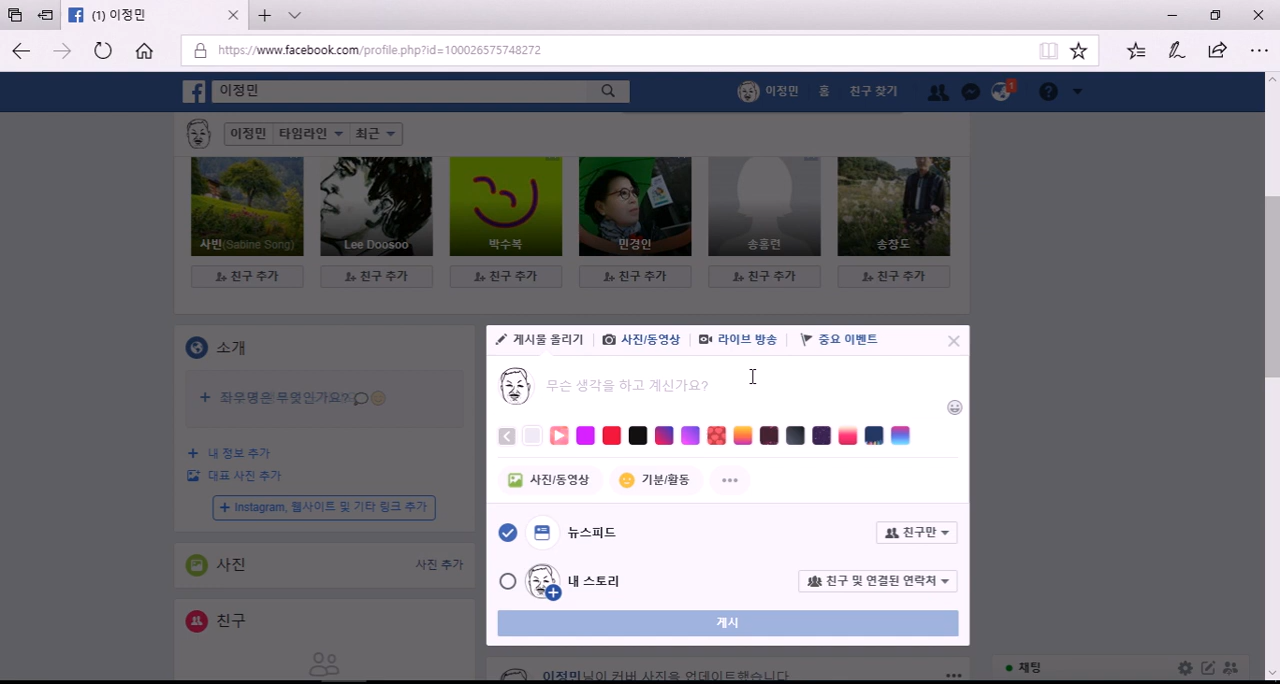 (1) 이정민
https://www.facebook.com/profile.php?id=100026575748272
이정민
이정민 홈 친구 찾기
1
이정민 타임라인 최근
사빈(Sabine Song) Lee Doosoo 박수복 민경인 송홍련 송창도
친구 추가 친구 추가 친구 추가 친구 추가 친구 추가 친구 추가
소개
+ 좌우명은 무엇인가요?
+ 내 정보 추가
대표 사진 추가
+ Instagram, 웹사이트 및 기타 링크 추가
사진 사진 추가
친구
게시물 올리기 사진/동영상 라이브 방송 중요 이벤트
무슨 생각을 하고 계신가요?
사진/동영상 기분/활동
뉴스피드 친구만
내 스토리 친구 및 연결된 연락처
게시
이정민님이 커버 사진을 업데이트했습니다
채팅